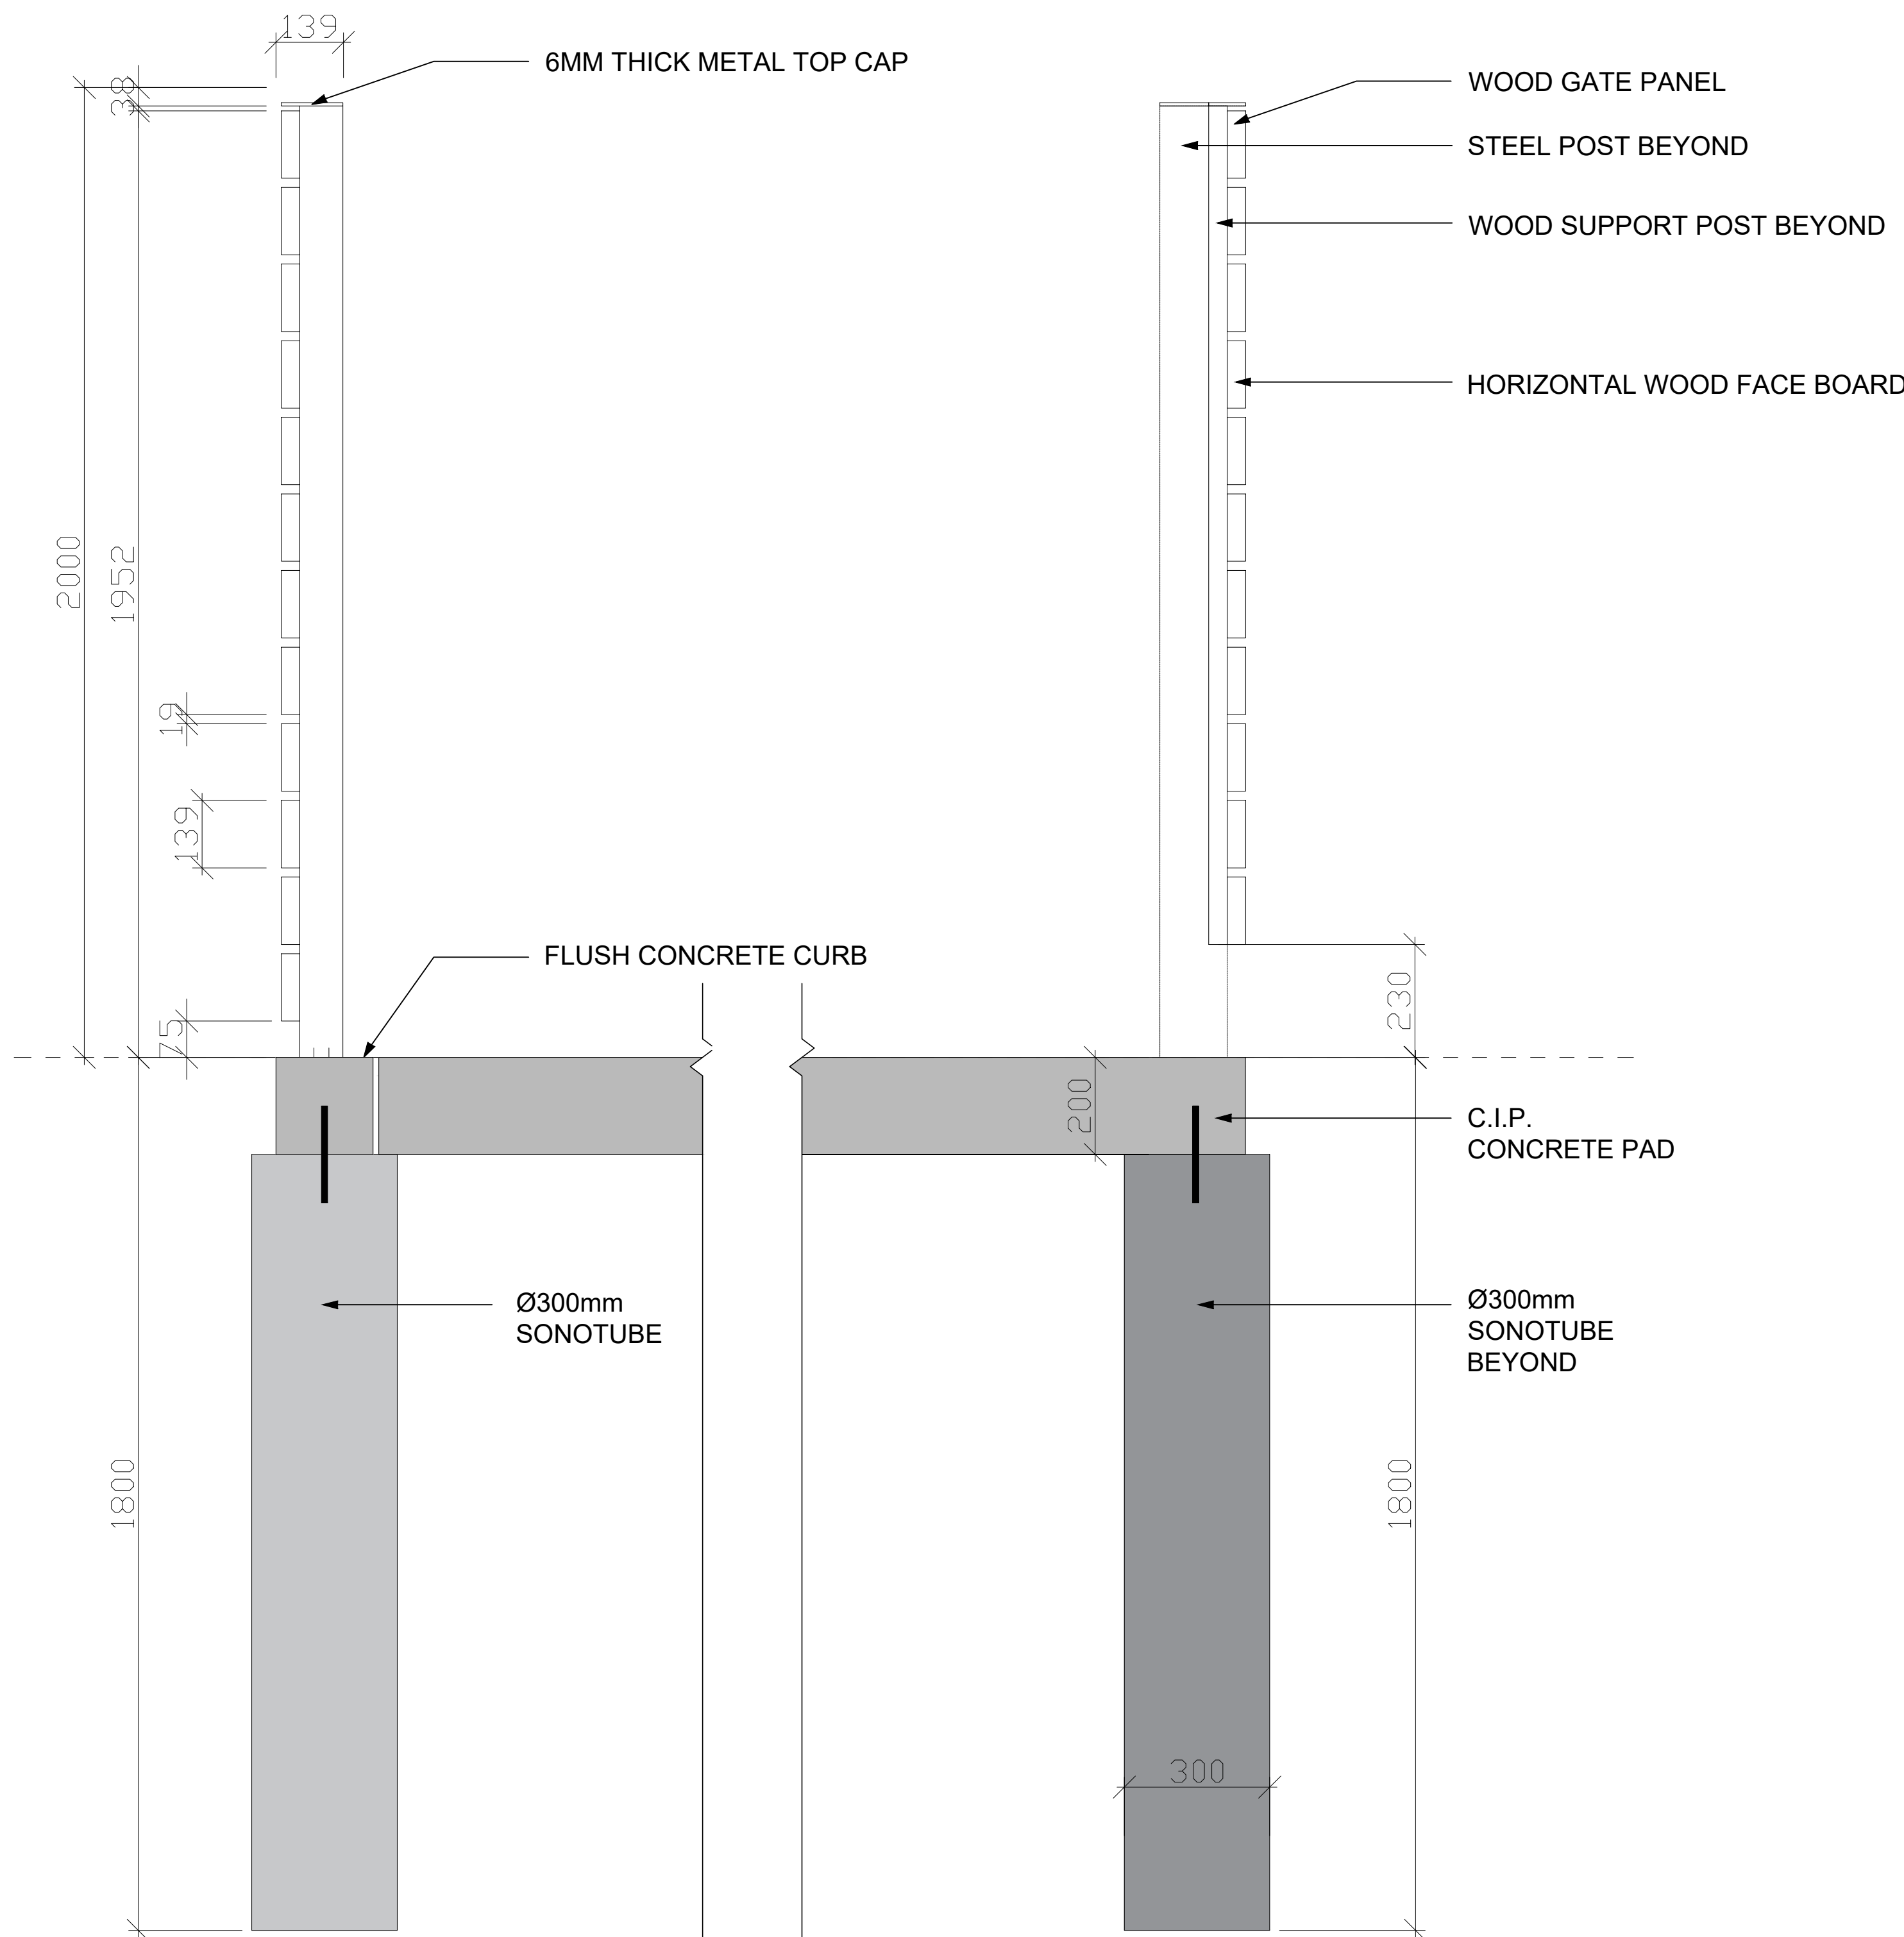 139
6MM THICK METAL TOP CAP
WOOD GATE PANEL
38
STEEL POST BEYOND
WOOD SUPPORT POST BEYOND
HORIZONTAL WOOD FACE BOARD
2000
1952
19
139
FLUSH CONCRETE CURB
75
230
200
C.I.P.
CONCRETE PAD
Ø300mm
SONOTUBE
Ø300mm
SONOTUBE
BEYOND
1800
1800
300